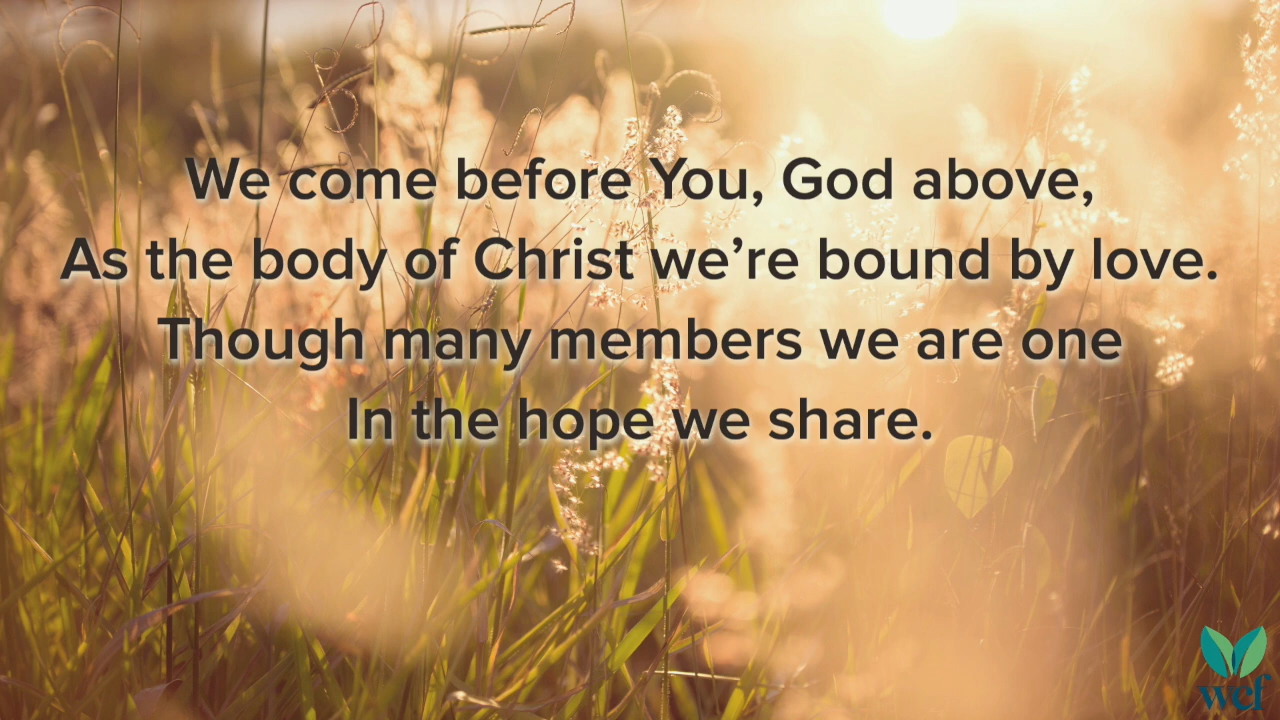 We come before You, God above,
As the body of Christ we’re bound by love.
Though many members we are one
In the hope we share.
wcf